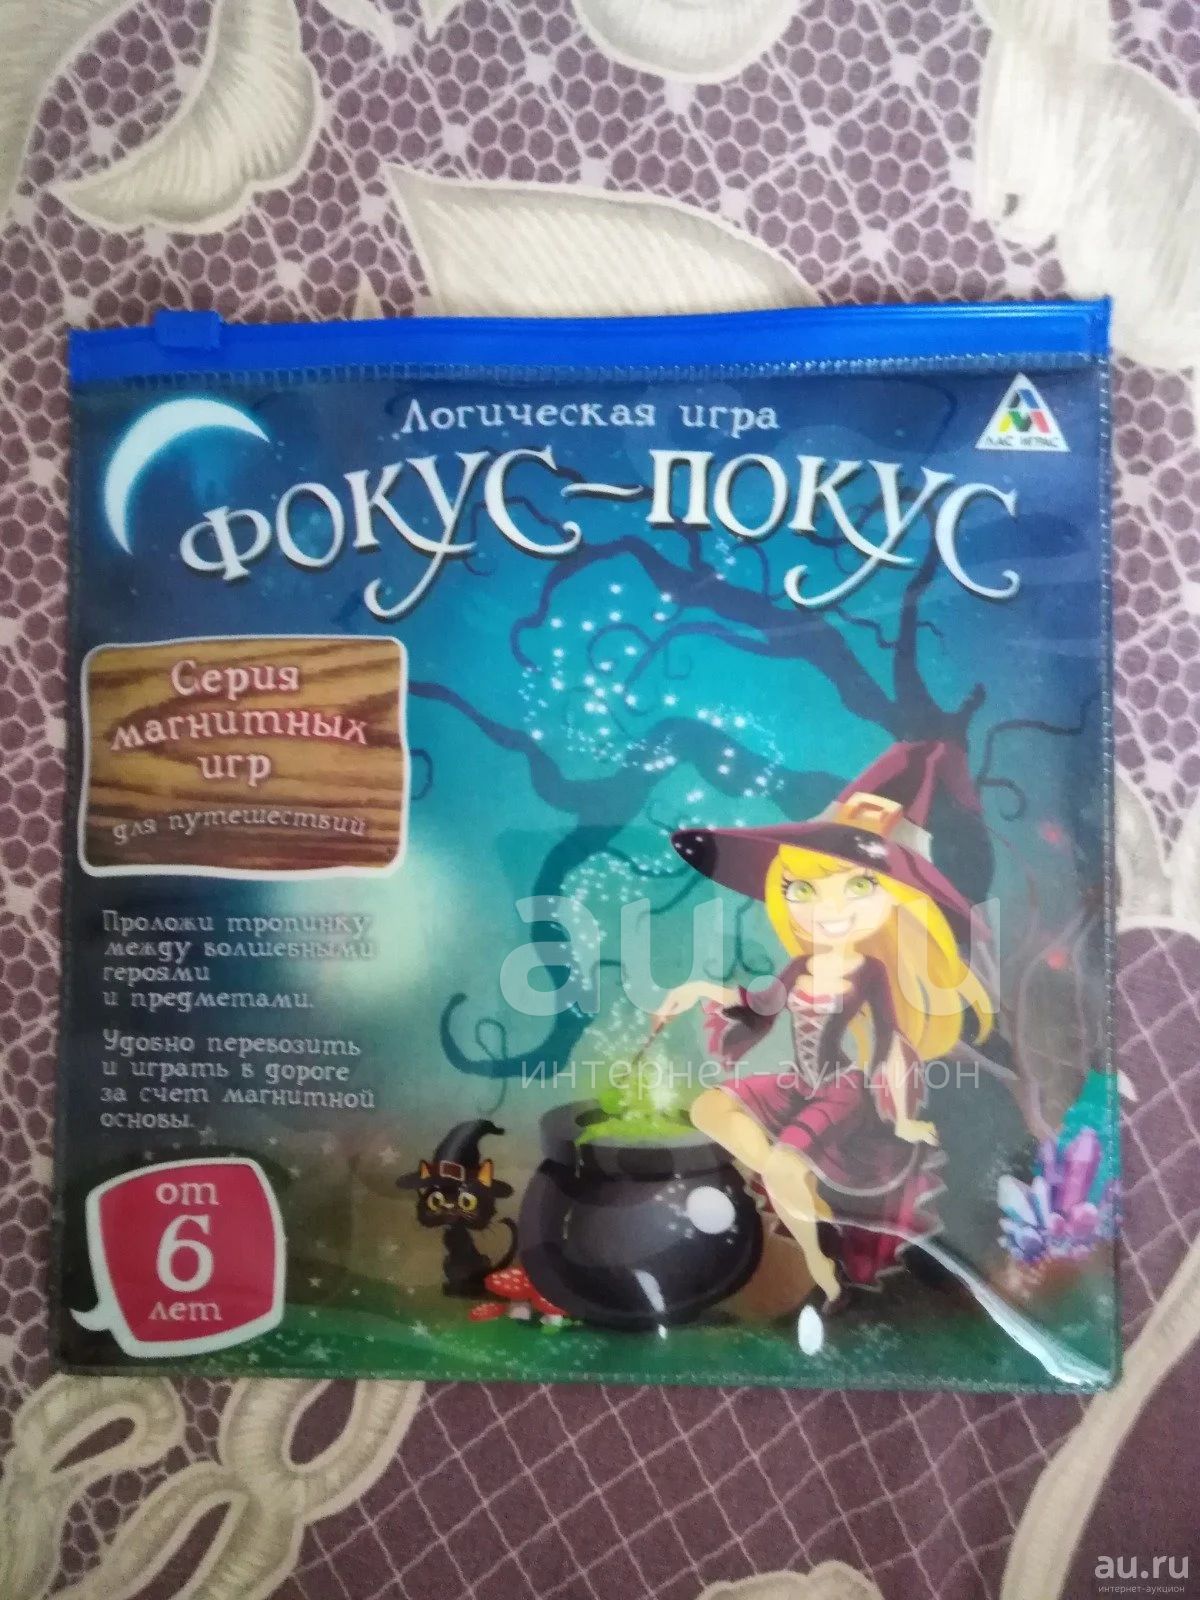 Логическая игра
ЛАС ИГРАС
ФОКУС-ПОКУС
Серия
магнитных
игр
для путешествий
Проложи тропинку
между волшебными
героями
и предметами.
Удобно перевозить
и играть в дороге
за счет магнитной
основы.
от
6
лет
au.ru
интернет-аукцион
au.ru
интернет-аукцион